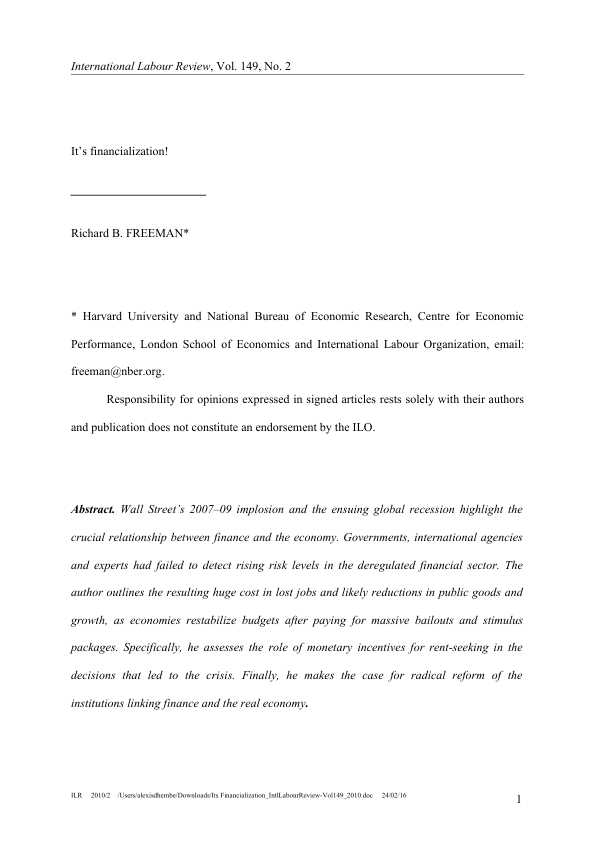 International Labour Review, Vol. 149, No. 2
It’s financialization!
Richard B. FREEMAN*
* Harvard University and National Bureau of Economic Research, Centre for Economic
Performance, London School of Economics and International Labour Organization, email:
freeman@nber.org.
Responsibility for opinions expressed in signed articles rests solely with their authors
and publication does not constitute an endorsement by the ILO.
Abstract. Wall Street’s 2007–09 implosion and the ensuing global recession highlight the
crucial relationship between finance and the economy. Governments, international agencies
and experts had failed to detect rising risk levels in the deregulated financial sector. The
author outlines the resulting huge cost in lost jobs and likely reductions in public goods and
growth, as economies restabilize budgets after paying for massive bailouts and stimulus
packages. Specifically, he assesses the role of monetary incentives for rent-seeking in the
decisions that led to the crisis. Finally, he makes the case for radical reform of the
institutions linking finance and the real economy.
ILR 2010/2 /Users/alexisdhembe/Downloads/Its Financialization_IntlLabourReview-Vol149_2010.doc 24/02/16
1